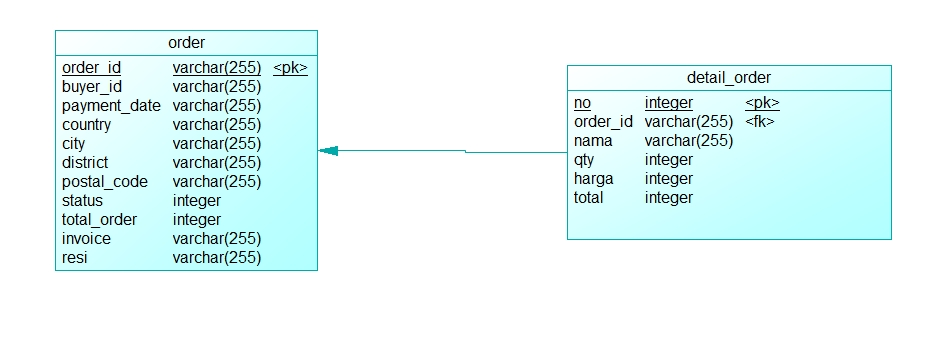 order
order_id varchar(255) <pk>
buyer_id varchar(255)
payment_date varchar(255)
country varchar(255)
city varchar(255)
district varchar(255)
postal_code varchar(255)
status integer
total_order integer
invoice varchar(255)
resi varchar(255)
detail_order
no integer <pk>
order_id varchar(255) <fk>
nama varchar(255)
qty integer
harga integer
total integer